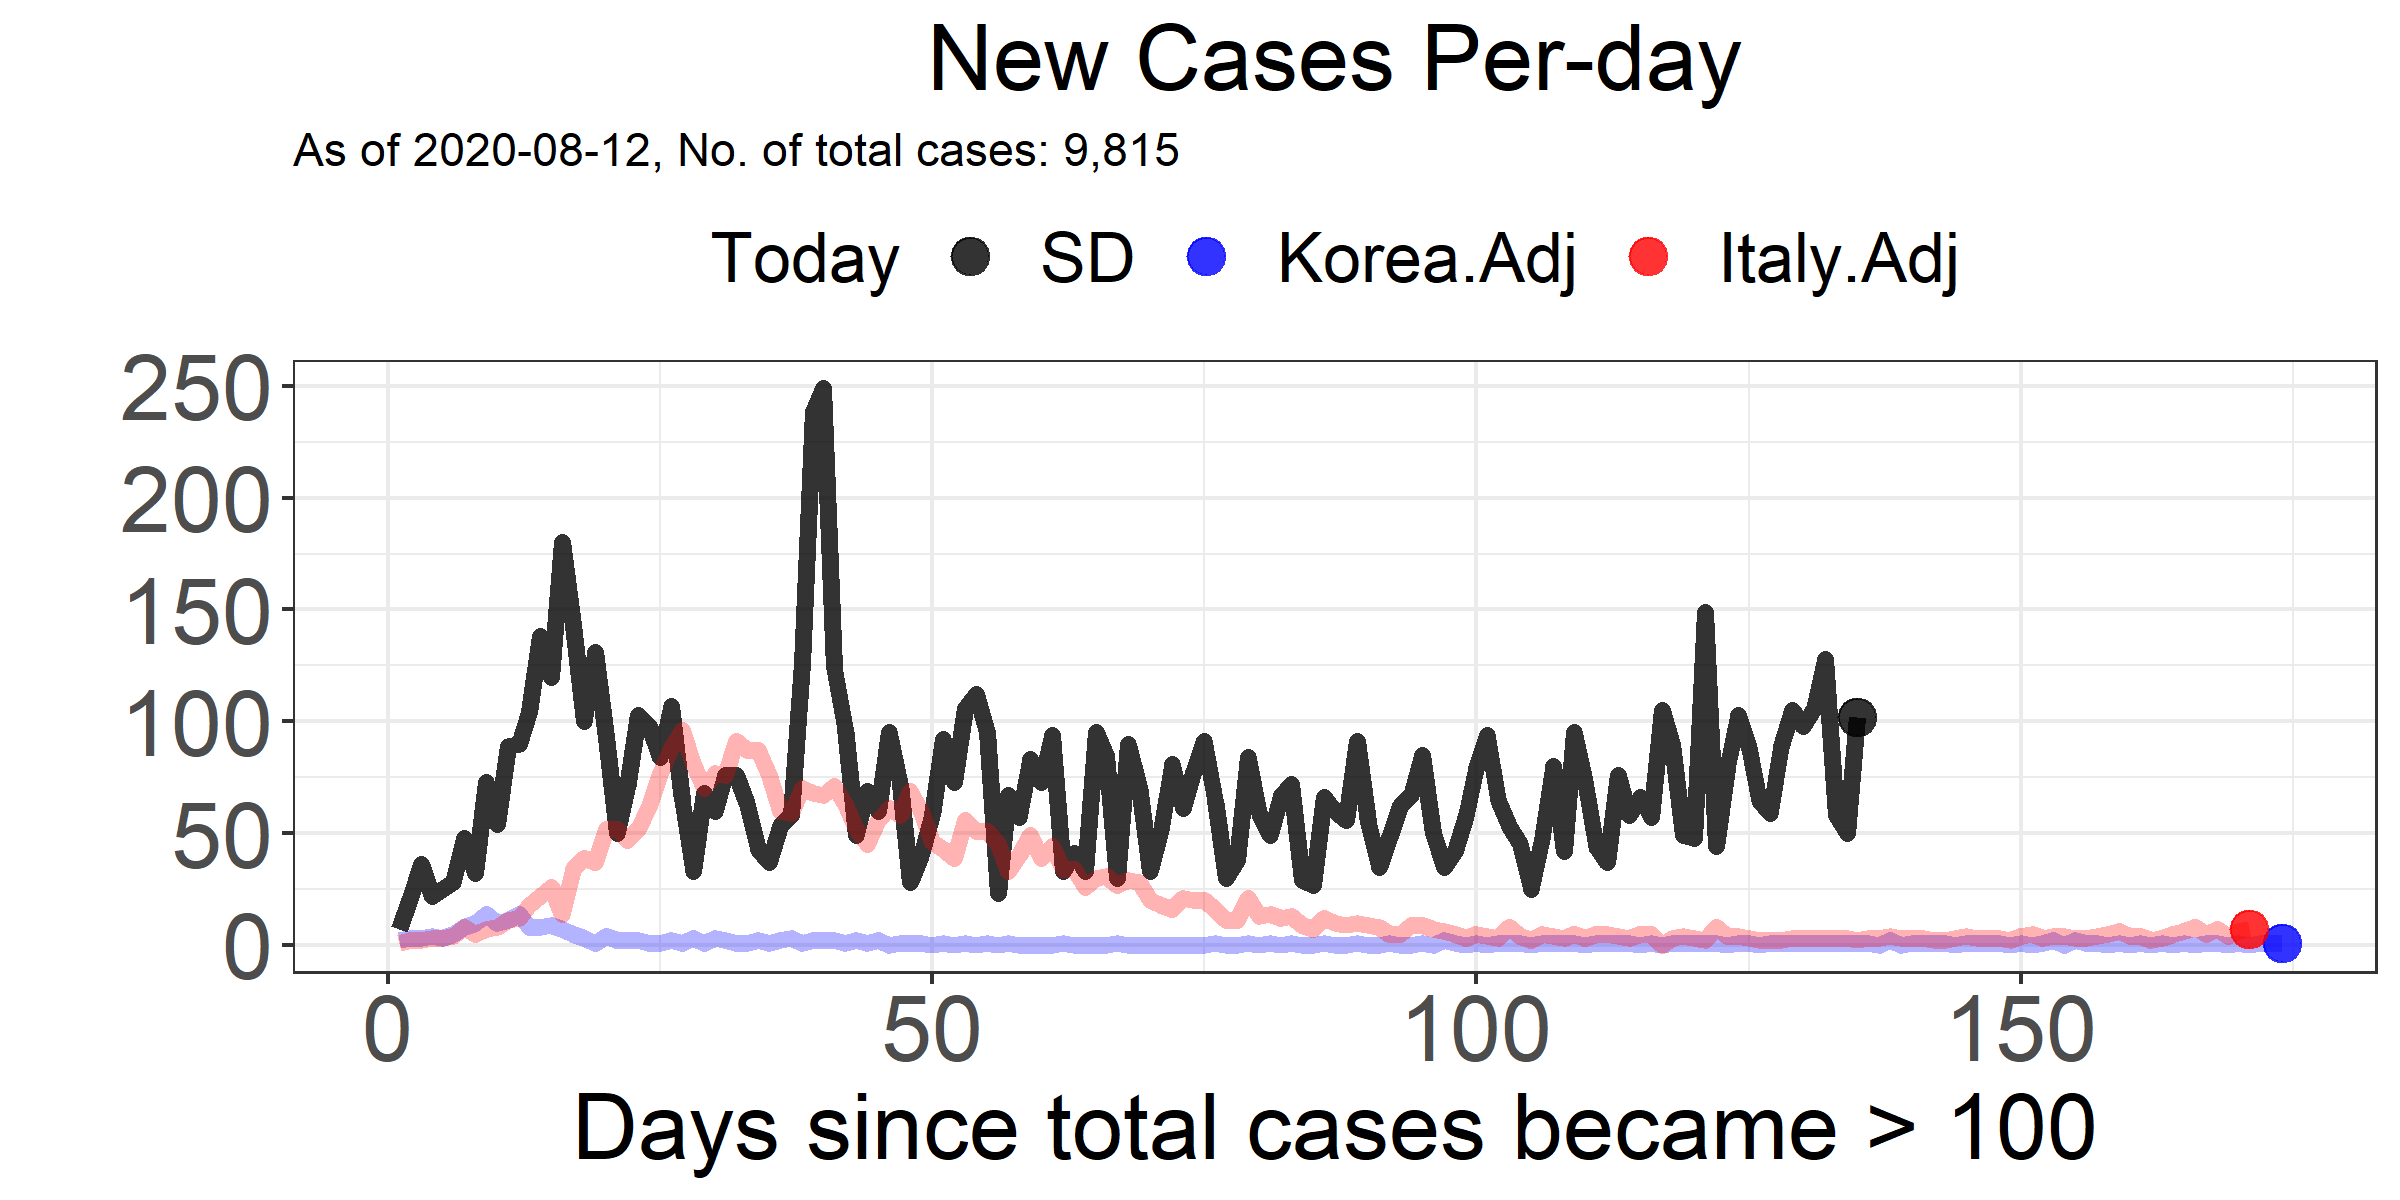 New Cases Per-day
As of 2020-08-12, No. of total cases: 9,815
Today SD Korea.Adj Italy.Adj
250
200
150
100
50
0
0 50 100 150
Days since total cases became > 100